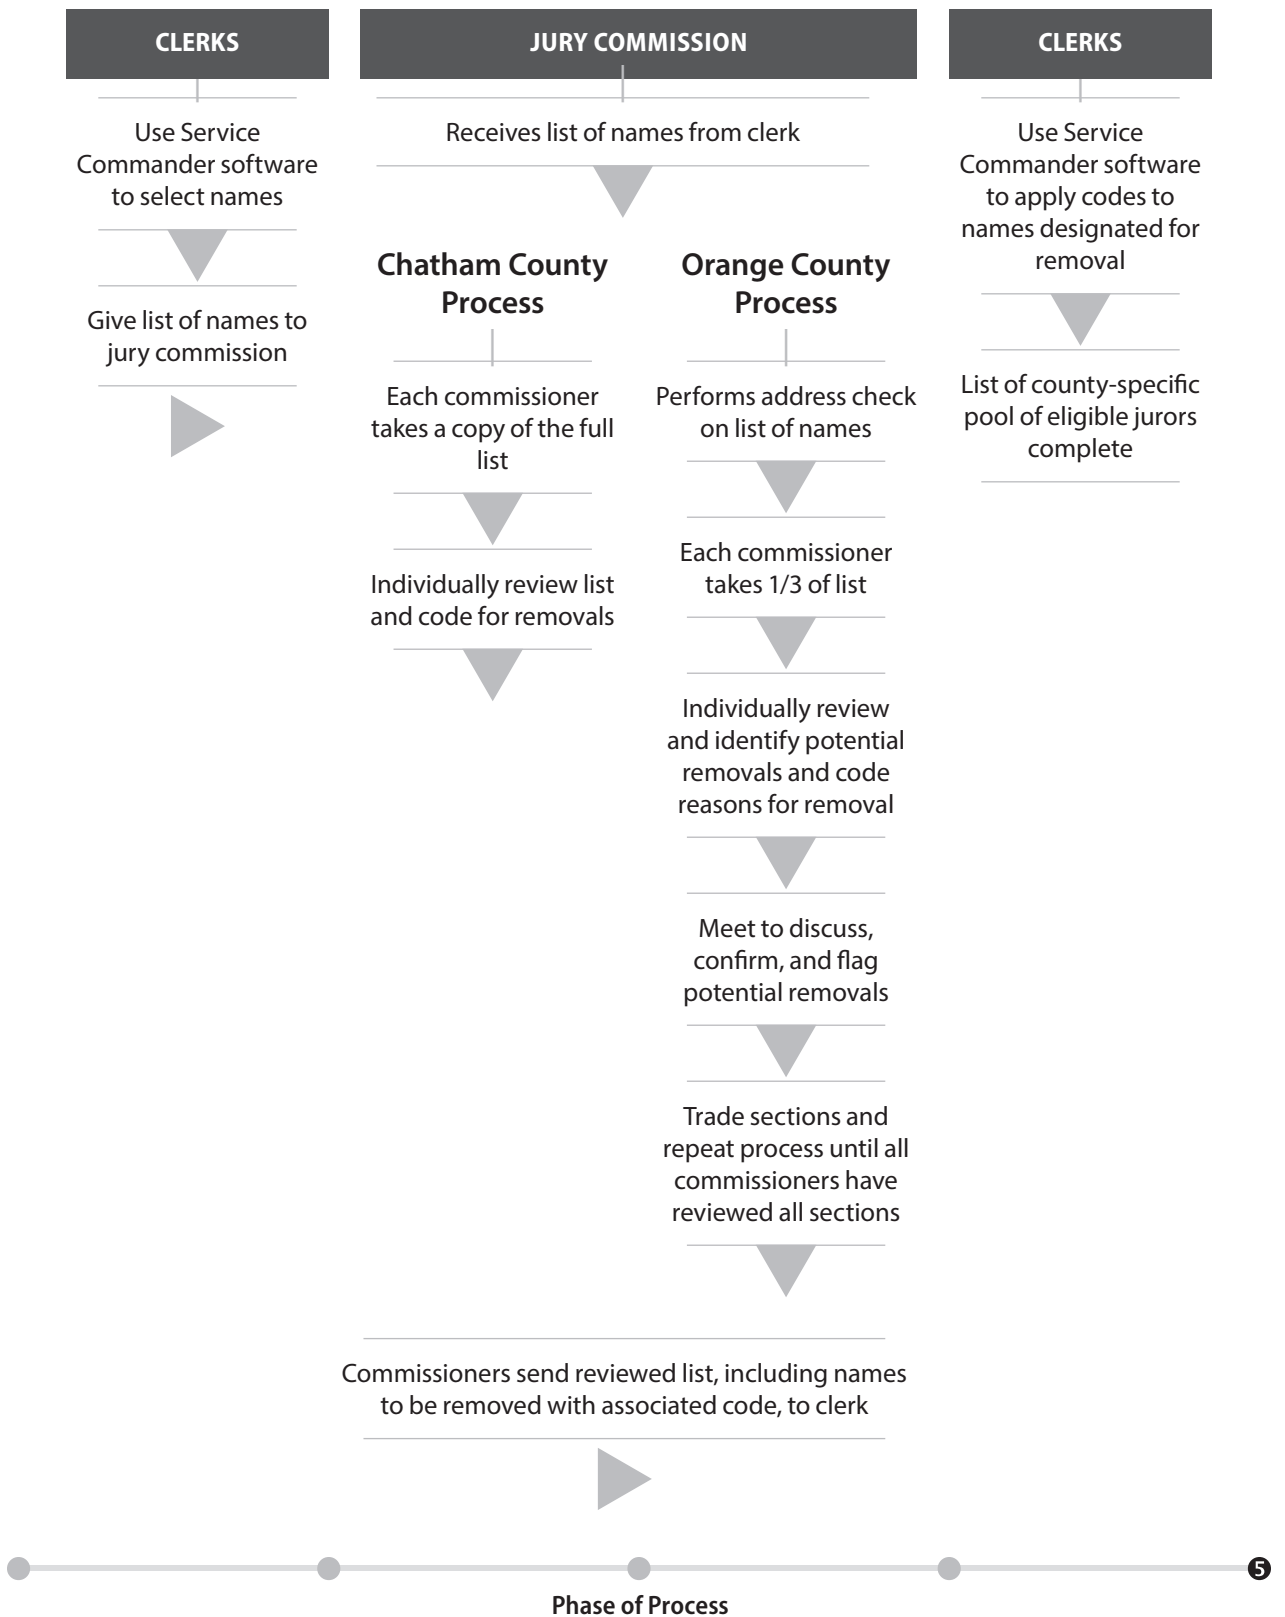 CLERKS
Use Service
Commander software
to select names
Give list of names to
jury commission
JURY COMMISSION
Receives list of names from clerk
Chatham County
Process
Each commissioner
takes a copy of the full
list
Individually review list
and code for removals
Orange County
Process
Performs address check
on list of names
Each commissioner
takes 1/3 of list
Individually review
and identify potential
removals and code
reasons for removal
Meet to discuss,
confirm, and flag
potential removals
Trade sections and
repeat process until all
commissioners have
reviewed all sections
Commissioners send reviewed list, including names
to be removed with associated code, to clerk
CLERKS
Use Service
Commander software
to apply codes to
names designated for
removal
List of county-specific
pool of eligible jurors
complete
5
Phase of Process